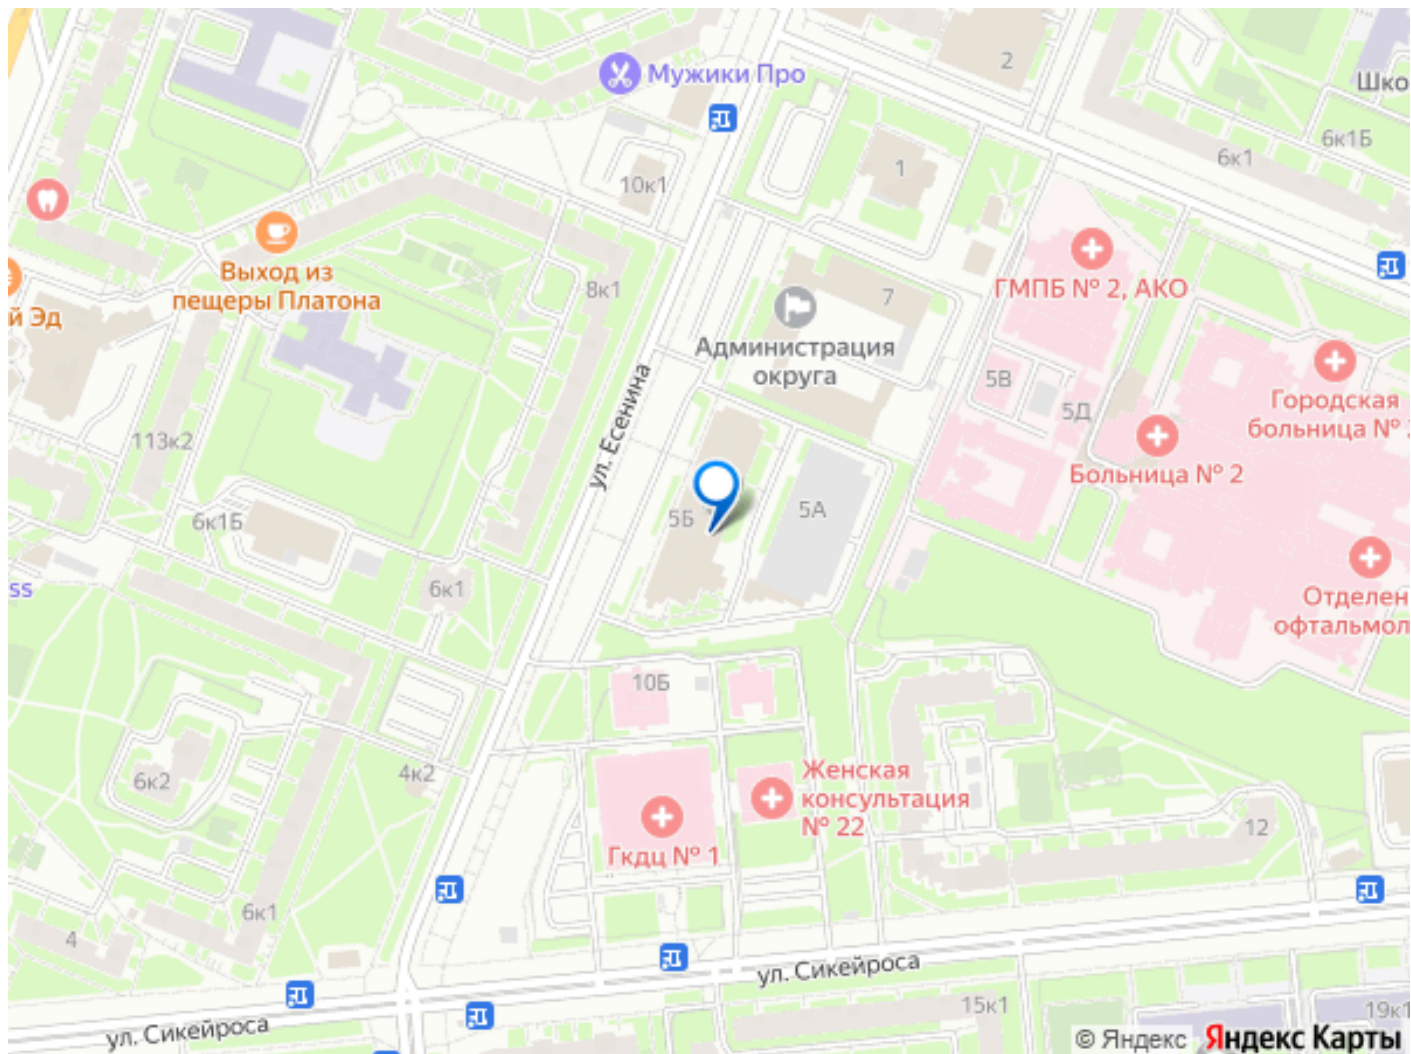 2
Мужики Про
Шко
6к1Б
6к1
1
10к1
Выход из
пещеры Платона
й Эд
8к1
7
ГМПБ № 2, АКО
Администрация
округа
5В
5Д
Городская
больница №
Больница № 2
113к2
ул. Есенина
6к1Б
5Б
5А
ss
6к1
Отделен
офтальмол
10Б
6к2
4к2
Женская
консультация
№ 22
12
Гкдц № 1
6к1
4
ул. Сикейроса
ул. Сикейроса
15к1
19к1
© Яндекс Яндекс Карты